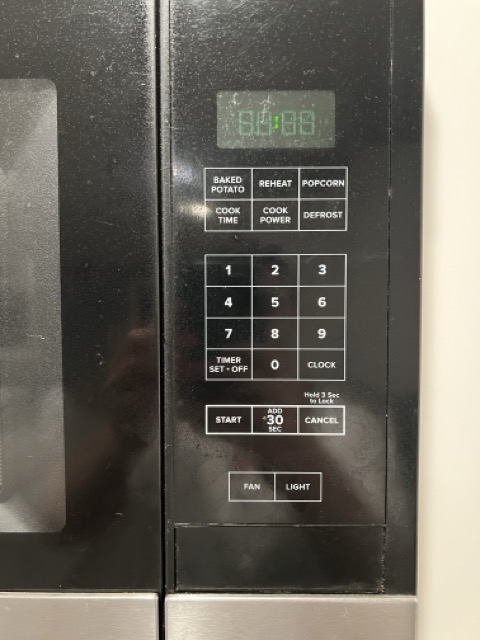 :
BAKED POTATO REHEAT POPCORN
COOK TIME COOK POWER DEFROST
1 2 3
4 5 6
7 8 9
TIMER SET • OFF 0 CLOCK
Hold 3 Sec
to Lock
START ADD +30 SEC CANCEL
FAN LIGHT